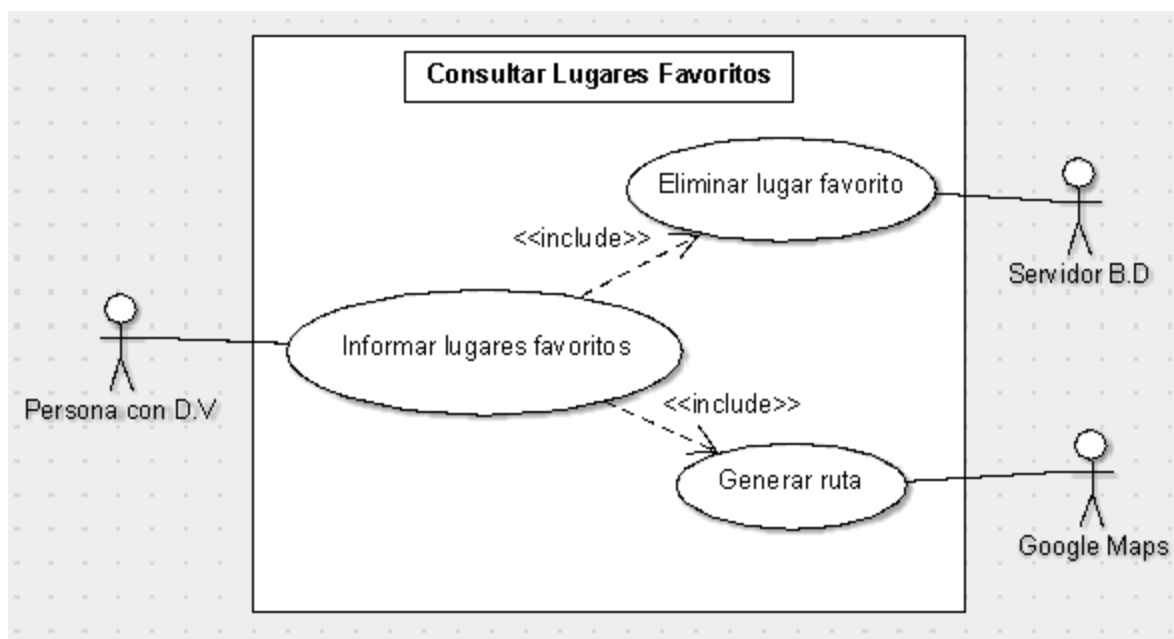 Consultar Lugares Favoritos
Eliminar lugar favorito
<<include>>
Servidor B.D
Informar lugares favoritos
Persona con D.V
<<include>>
Generar ruta
Google Maps